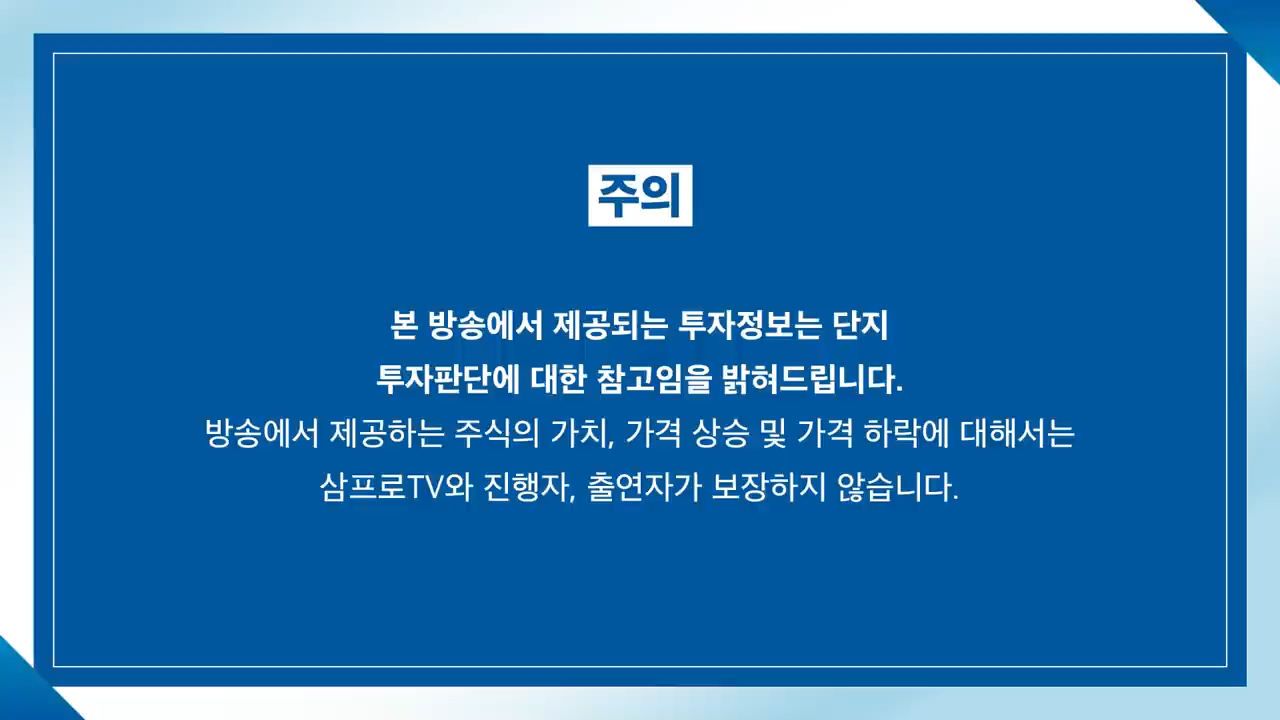 주의
본 방송에서 제공되는 투자정보는 단지
투자판단에 대한 참고임을 밝혀드립니다.
방송에서 제공하는 주식의 가치, 가격 상승 및 가격 하락에 대해서는
삼프로TV와 진행자, 출연자가 보장하지 않습니다.